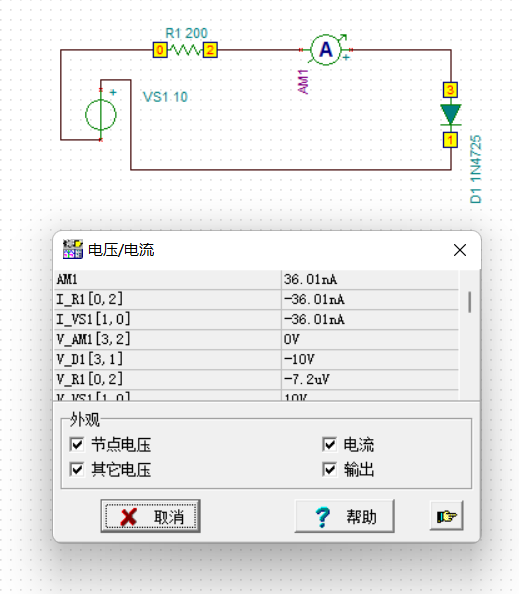 R1 200
0 2
A
+
AM1
+
VS1 10
3
1
D1 1N4725
电压/电流
AM1 36.01nA
I_R1[0,2] -36.01nA
I_VS1[1,0] -36.01nA
V_AM1[3,2] 0V
V_D1[3,1] -10V
V_R1[0,2] -7.2uV
V_VS1[1,0] 10V
外观
节点电压 电流
其它电压 输出
取消 ? 帮助